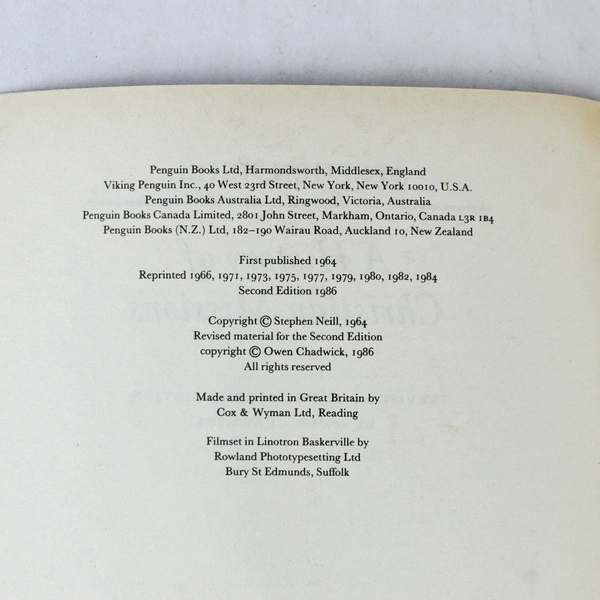 Penguin Books Ltd, Harmondsworth, Middlesex, England
Viking Penguin Inc., 40 West 23rd Street, New York, New York 10010, U.S.A.
Penguin Books Australia Ltd, Ringwood, Victoria, Australia
Penguin Books Canada Limited, 2801 John Street, Markham, Ontario, Canada L3R 1B4
Penguin Books (N.Z.) Ltd, 182–190 Wairau Road, Auckland 10, New Zealand
First published 1964
Reprinted 1966, 1971, 1973, 1975, 1977, 1979, 1980, 1982, 1984
Second Edition 1986
Copyright © Stephen Neill, 1964
Revised material for the Second Edition
copyright © Owen Chadwick, 1986
All rights reserved
Made and printed in Great Britain by
Cox & Wyman Ltd, Reading
Filmset in Linotron Baskerville by
Rowland Phototypesetting Ltd
Bury St Edmunds, Suffolk